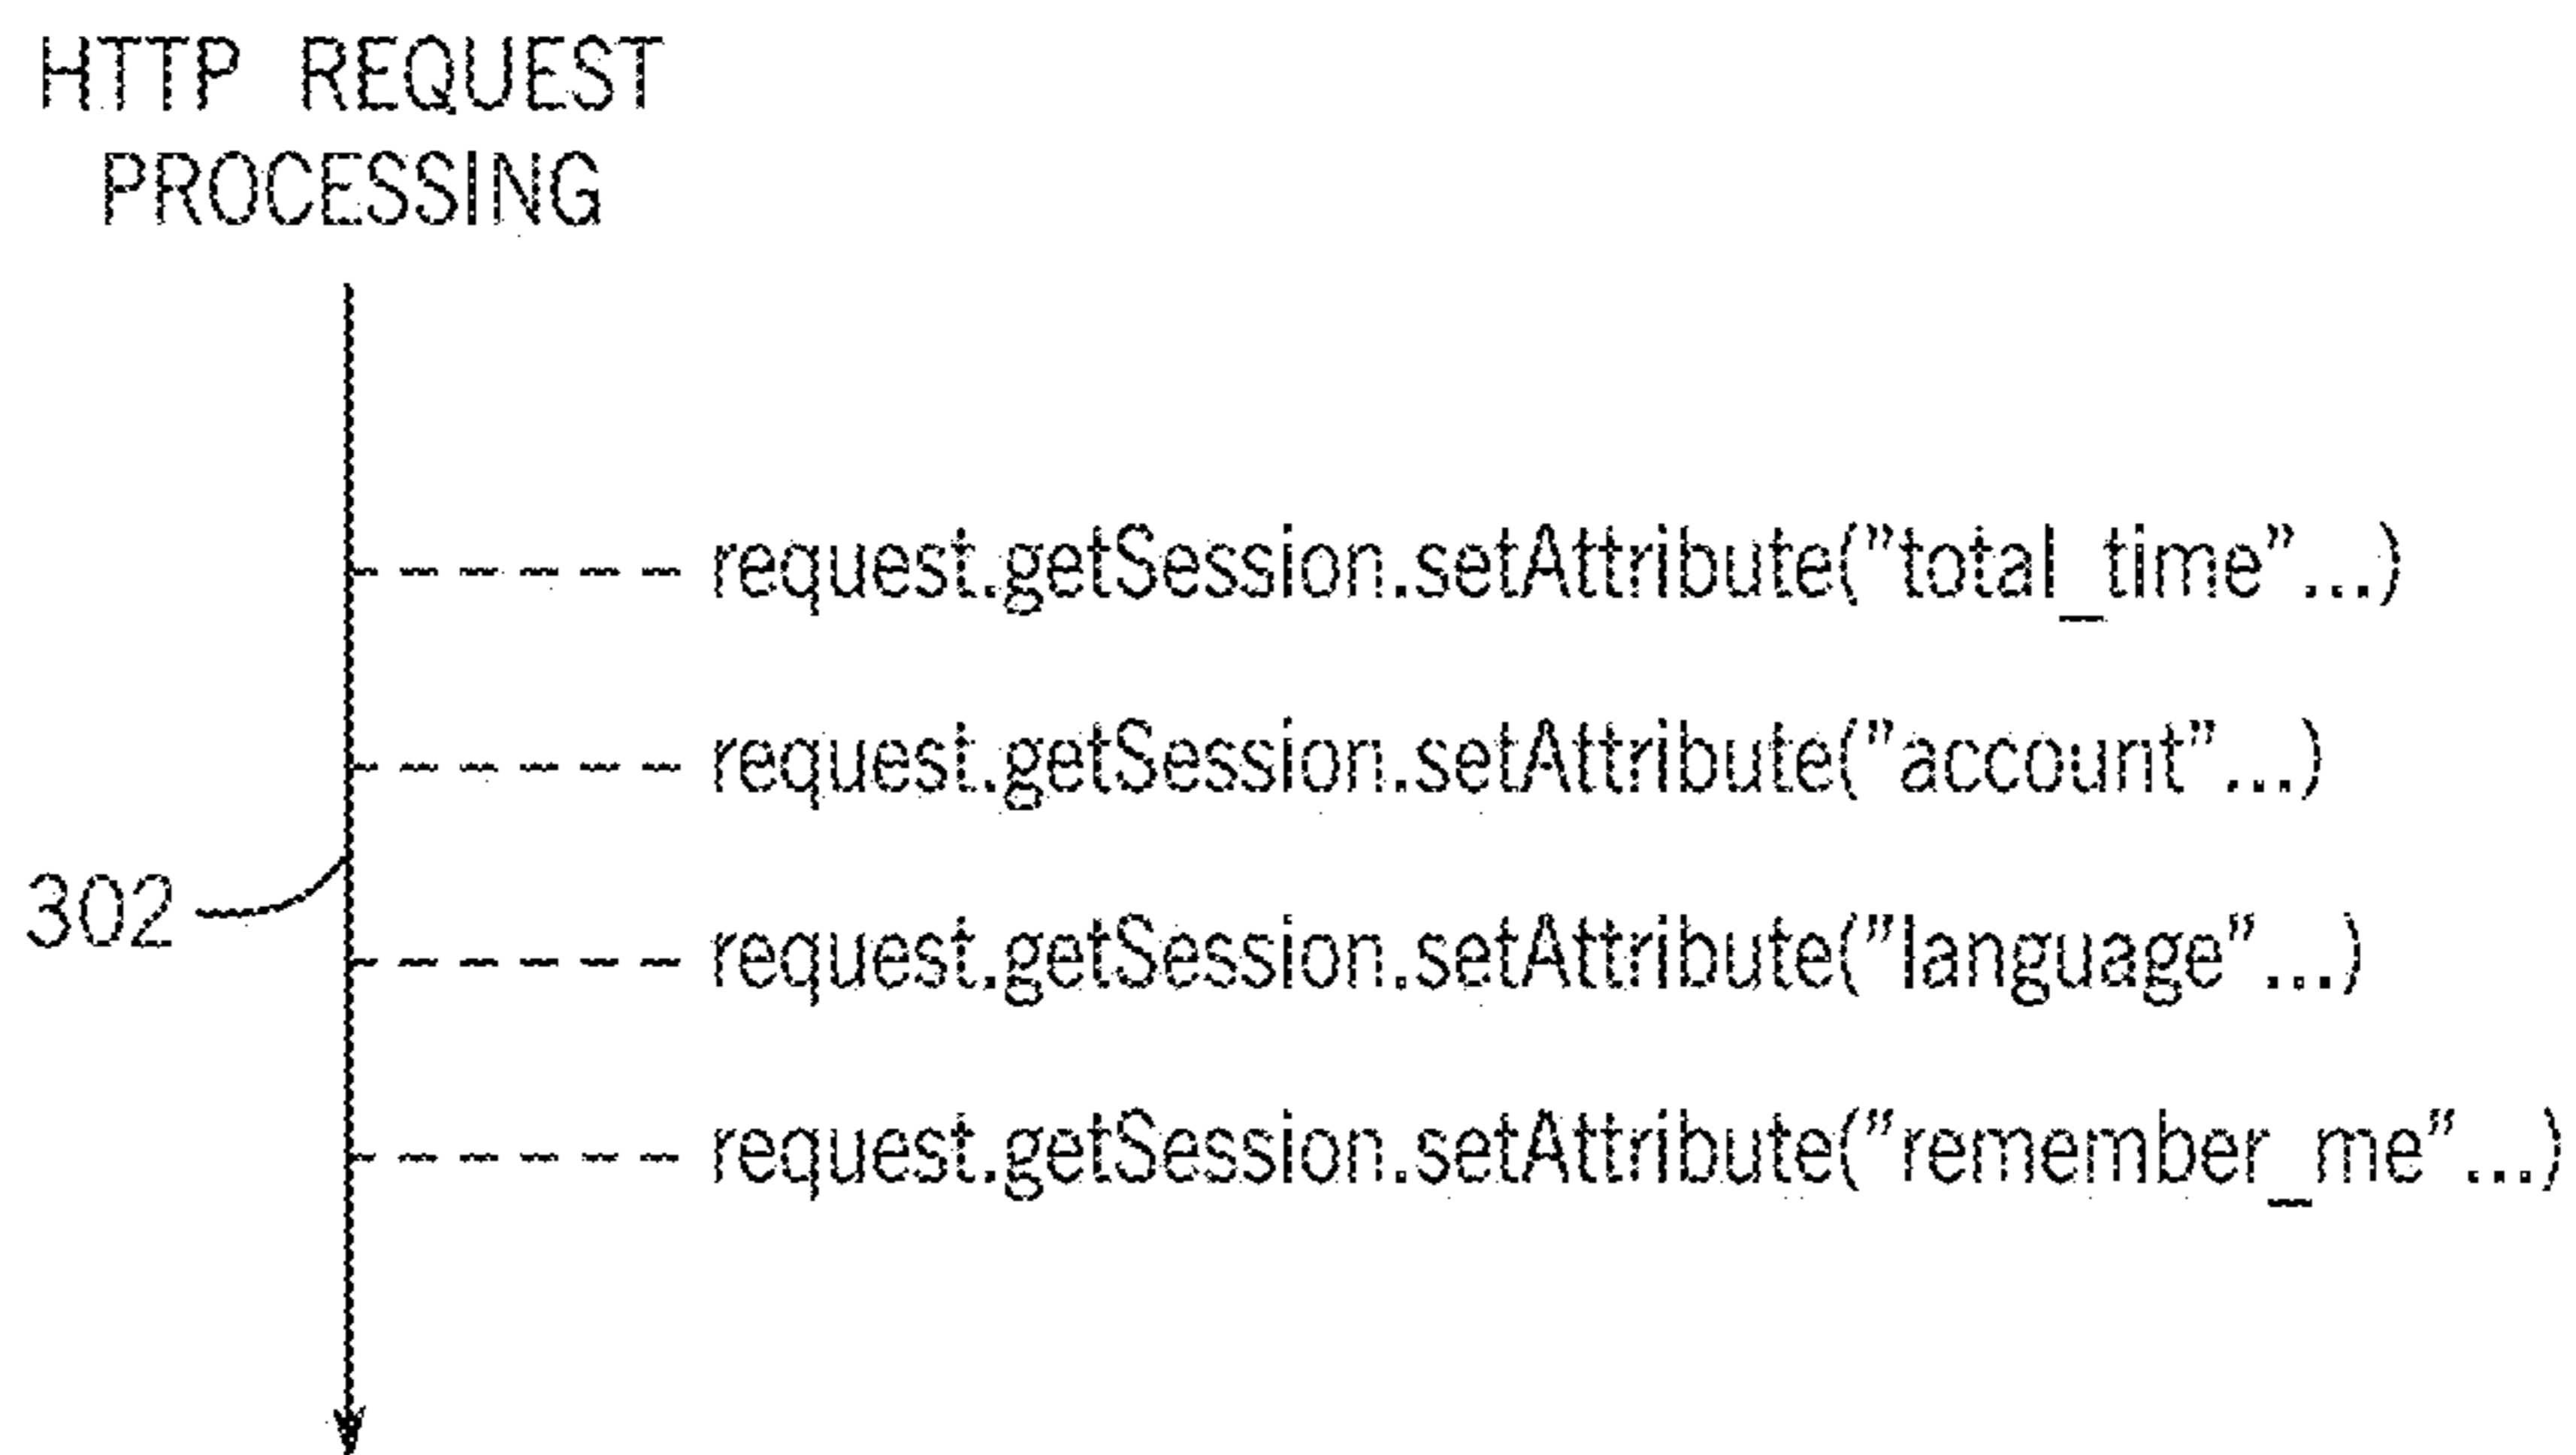 HTTP REQUEST
PROCESSING
request.getSession.setAttribute(”total_time”...)
request.getSession.setAttribute(”account”...)
302
request.getSession.setAttribute(”language”...)
request.getSession.setAttribute(”remember_me”...)